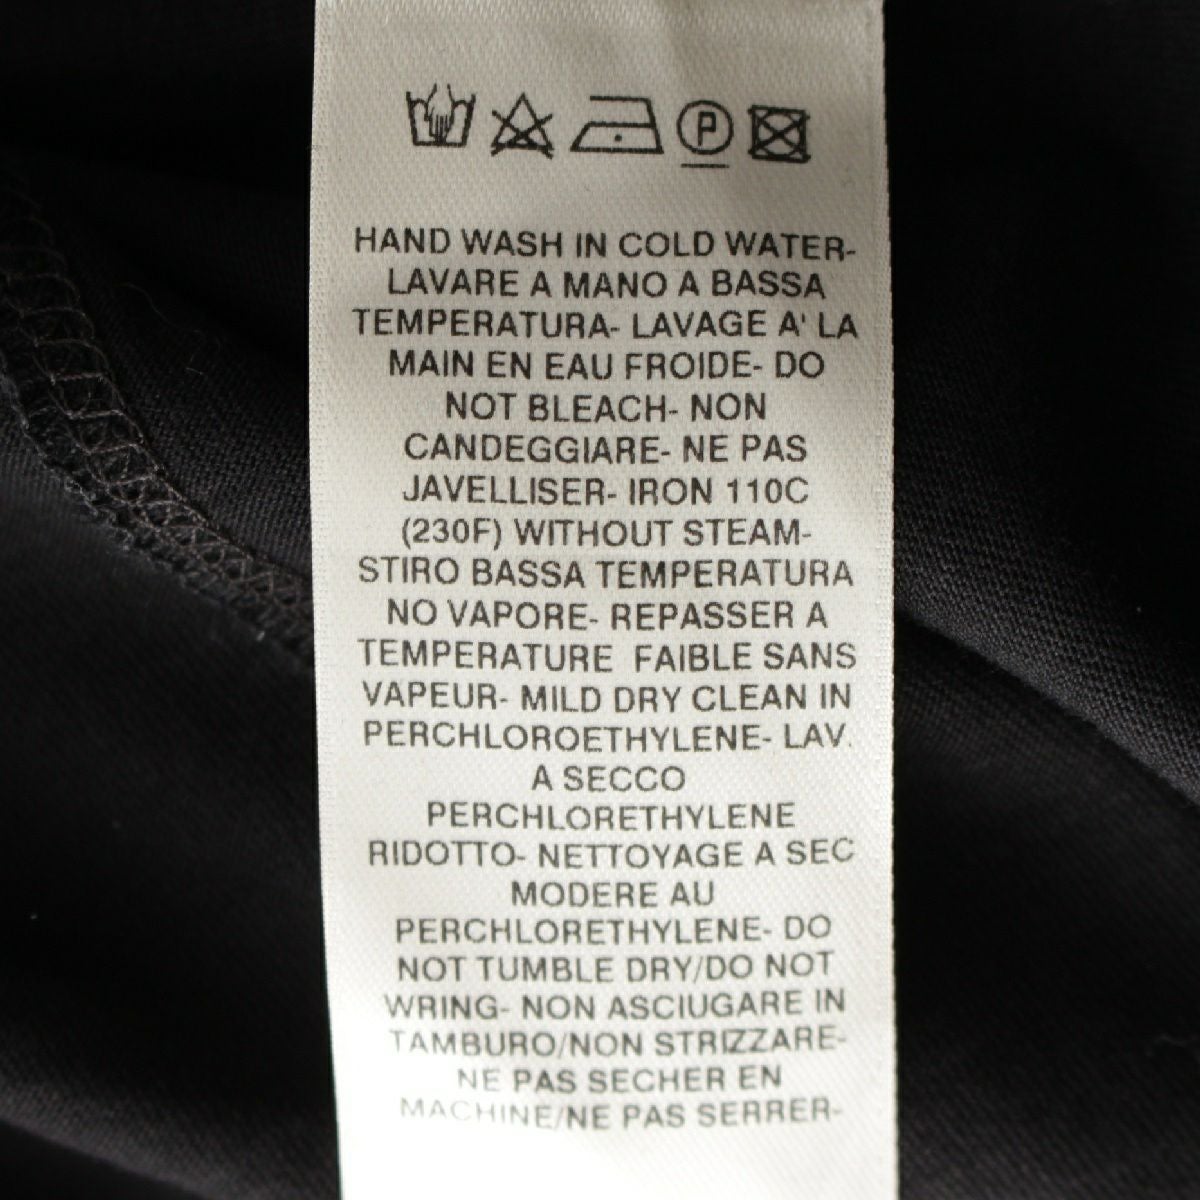 P
HAND WASH IN COLD WATER-
LAVARE A MANO A BASSA
TEMPERATURA- LAVAGE A' LA
MAIN EN EAU FROIDE- DO
NOT BLEACH- NON
CANDEGGIARE- NE PAS
JAVELLISER- IRON 110C
(230F) WITHOUT STEAM-
STIRO BASSA TEMPERATURA
NO VAPORE- REPASSER A
TEMPERATURE FAIBLE SANS
VAPEUR- MILD DRY CLEAN IN
PERCHLOROETHYLENE- LAV.
A SECCO
PERCHLORETHYLENE
RIDOTTO- NETTOYAGE A SEC
MODERE AU
PERCHLORETHYLENE- DO
NOT TUMBLE DRY/DO NOT
WRING- NON ASCIUGARE IN
TAMBURO/NON STRIZZARE-
NE PAS SECHER EN
MACHINE/NE PAS SERRER-